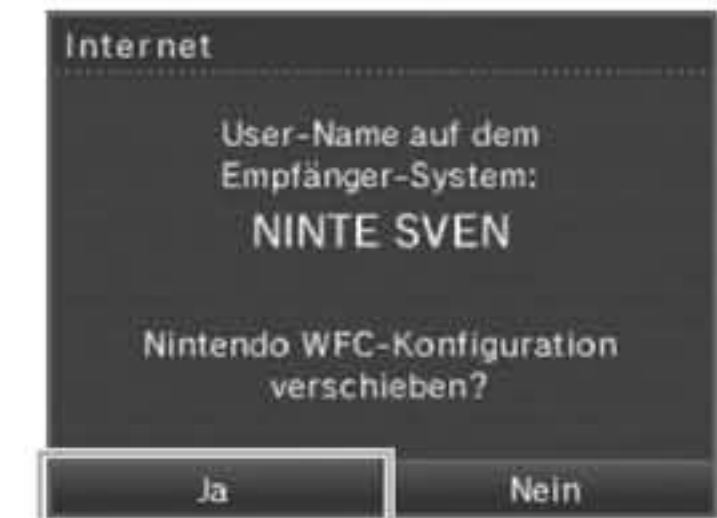 Internet
User-Name auf dem
Empfänger-System:
NINTE SVEN
Nintendo WFC-Konfiguration
verschieben?
Ja
Nein